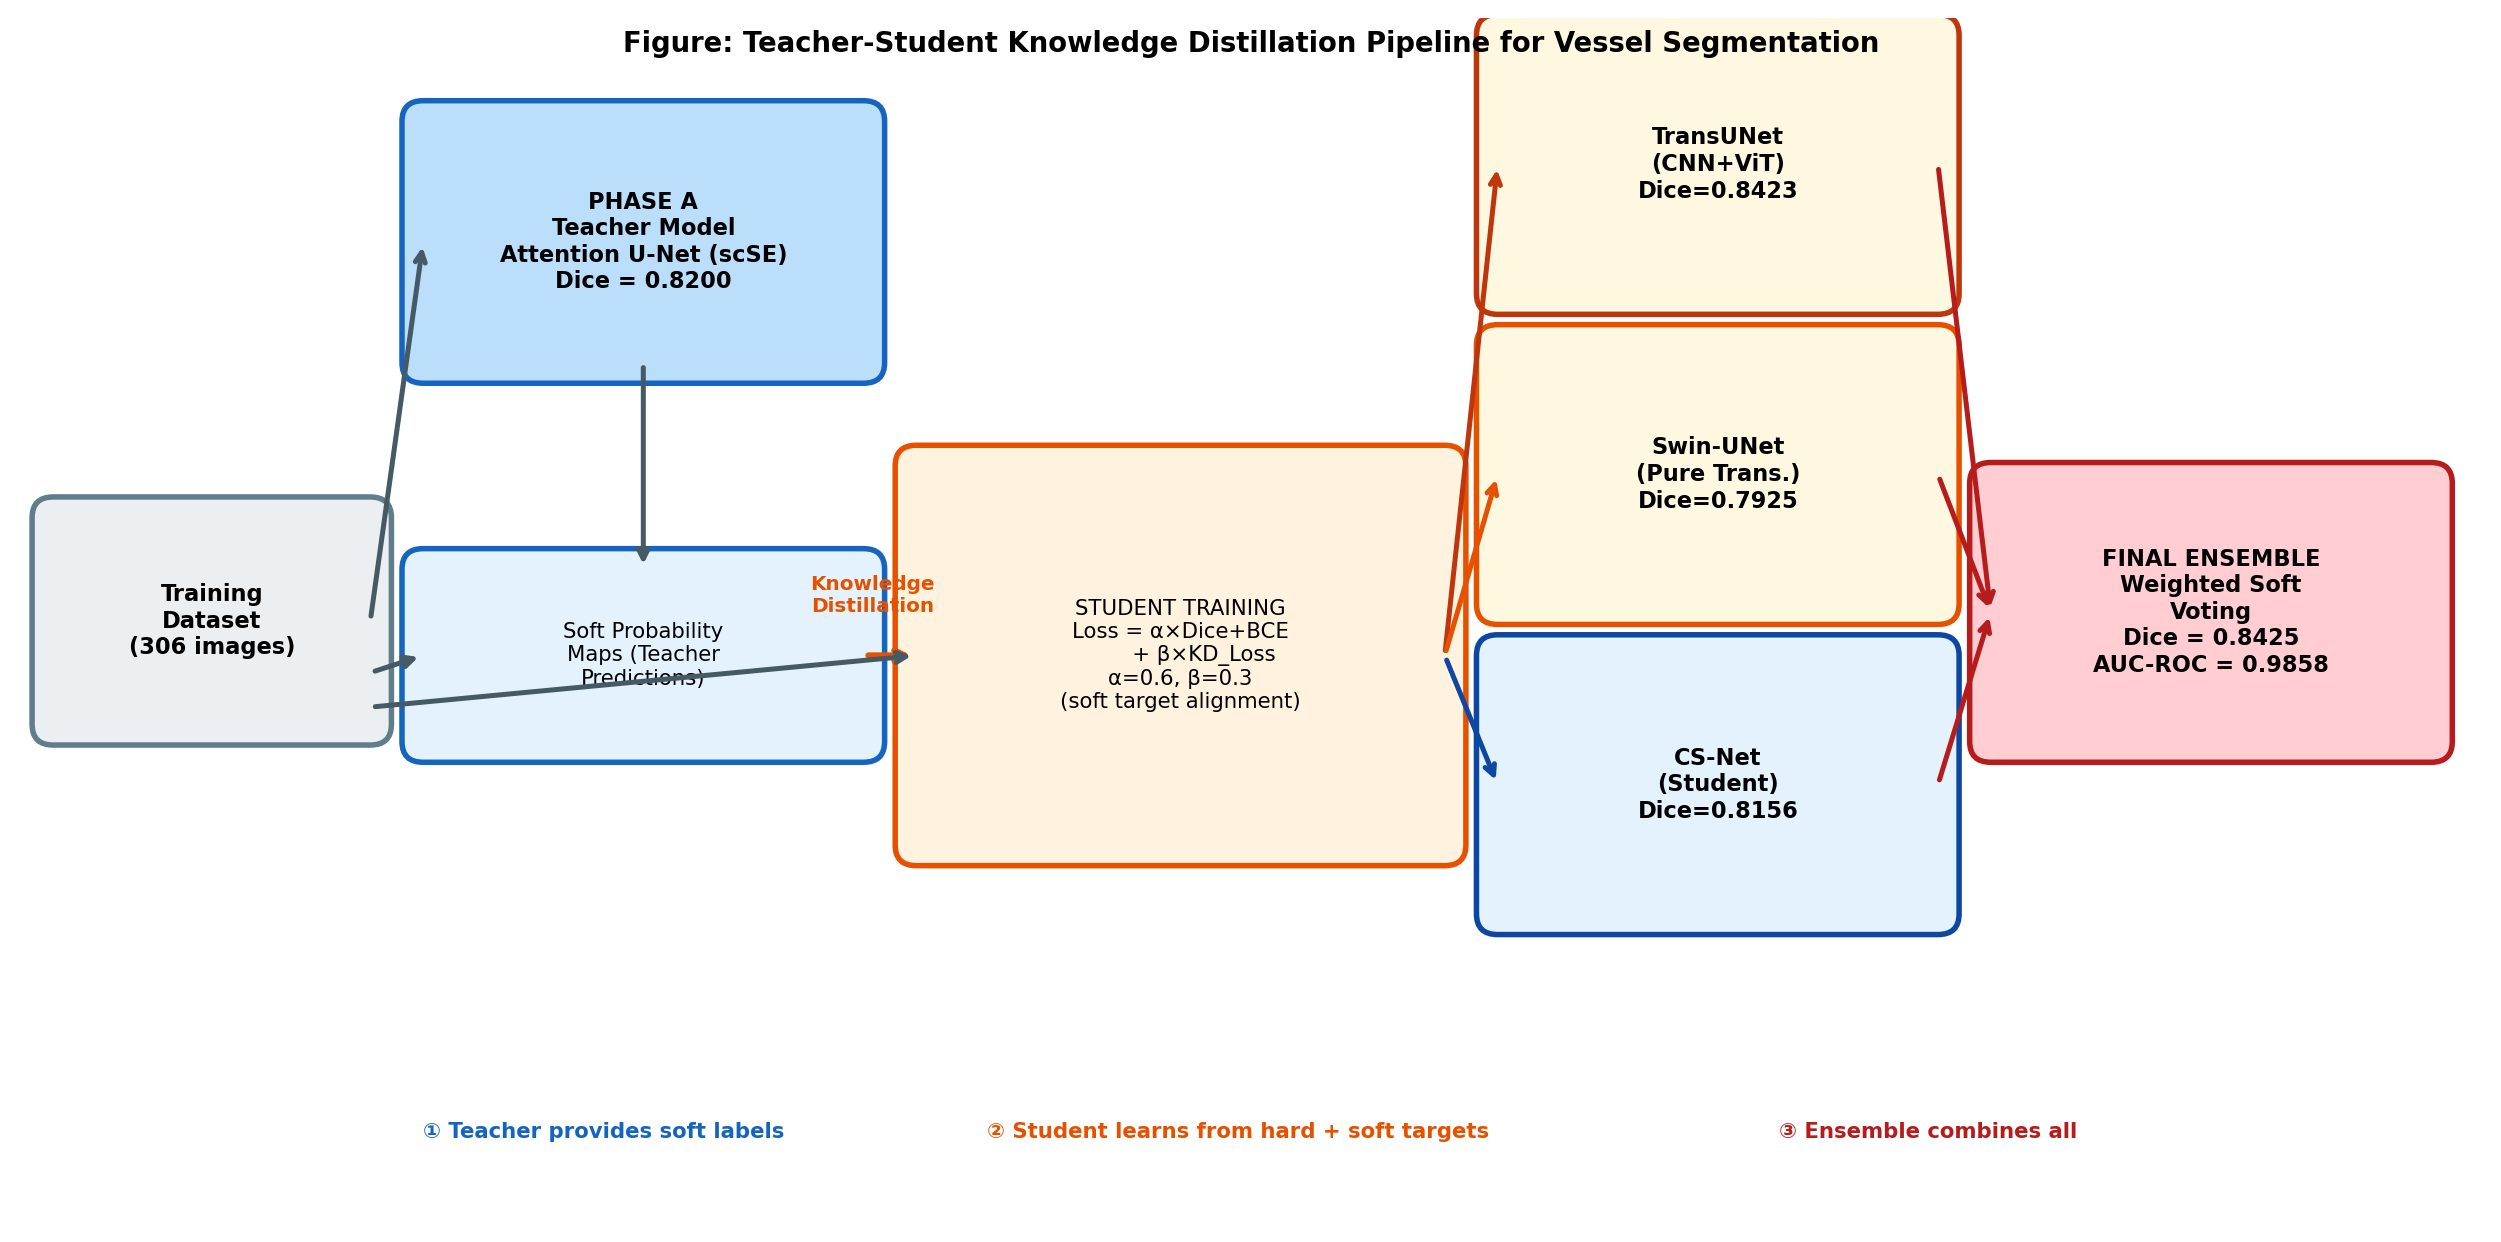 Figure: Teacher-Student Knowledge Distillation Pipeline for Vessel Segmentation
PHASE A
Teacher Model
Attention U-Net (scSE)
Dice = 0.8200
Training
Dataset
(306 images)
Soft Probability
Maps (Teacher
Predictions)
Knowledge
Distillation
STUDENT TRAINING
Loss = α×Dice+BCE
+ β×KD_Loss
α=0.6, β=0.3
(soft target alignment)
TransUNet
(CNN+ViT)
Dice=0.8423
Swin-UNet
(Pure Trans.)
Dice=0.7925
CS-Net
(Student)
Dice=0.8156
FINAL ENSEMBLE
Weighted Soft
Voting
Dice = 0.8425
AUC-ROC = 0.9858
① Teacher provides soft labels
② Student learns from hard + soft targets
③ Ensemble combines all